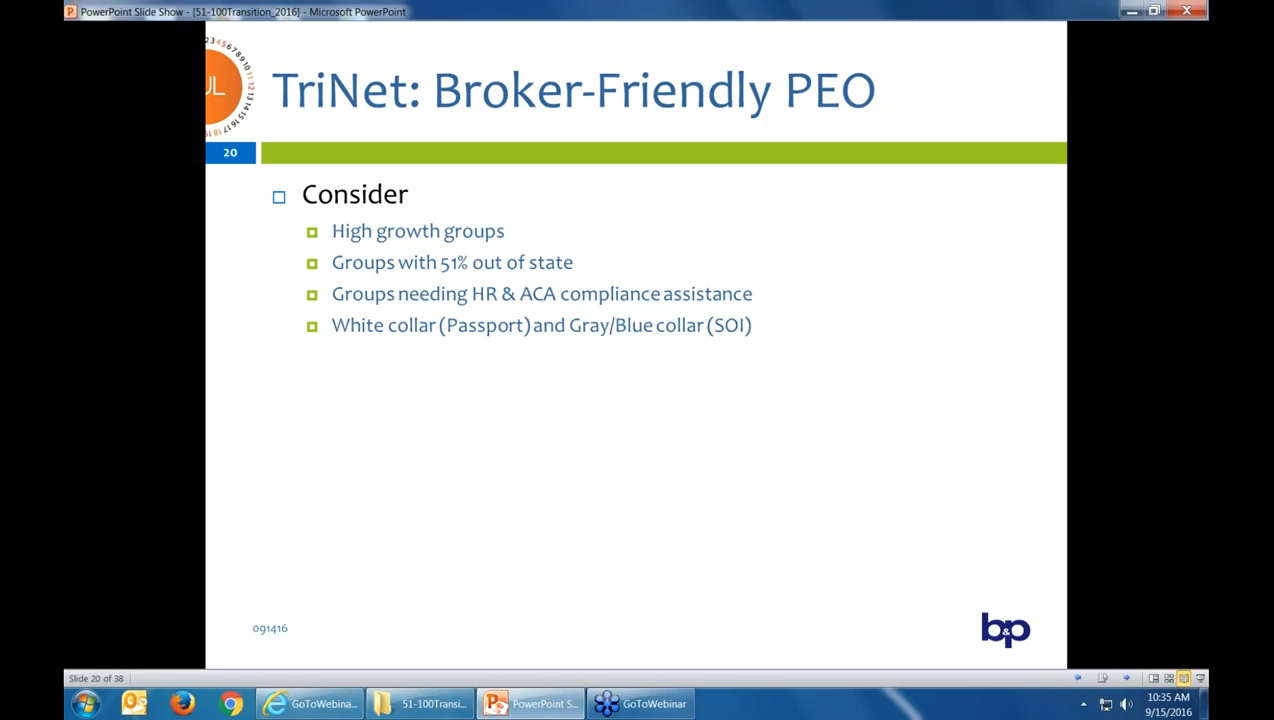 PowerPoint Slide Show - [51-100Transition_2016] - Microsoft PowerPoint
TriNet: Broker-Friendly PEO
20
Consider
High growth groups
Groups with 51% out of state
Groups needing HR & ACA compliance assistance
White collar (Passport) and Gray/Blue collar (SOI)
091416
b&p
Slide 20 of 38
GoToWebina...
51-100Transi...
PowerPoint S...
GoToWebinar
10:35 AM
9/15/2016